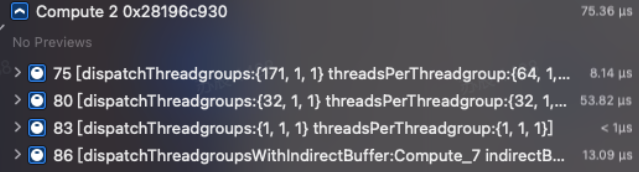 Compute 2 0x28196c930 75.36 µs
No Previews
75 [dispatchThreadgroups:{171, 1, 1} threadsPerThreadgroup:{64, 1,... 8.14 µs
80 [dispatchThreadgroups:{32, 1, 1} threadsPerThreadgroup:{32, 1,... 53.82 µs
83 [dispatchThreadgroups:{1, 1, 1} threadsPerThreadgroup:{1, 1, 1}] < 1µs
86 [dispatchThreadgroupsWithIndirectBuffer:Compute_7 indirectB... 13.09 µs